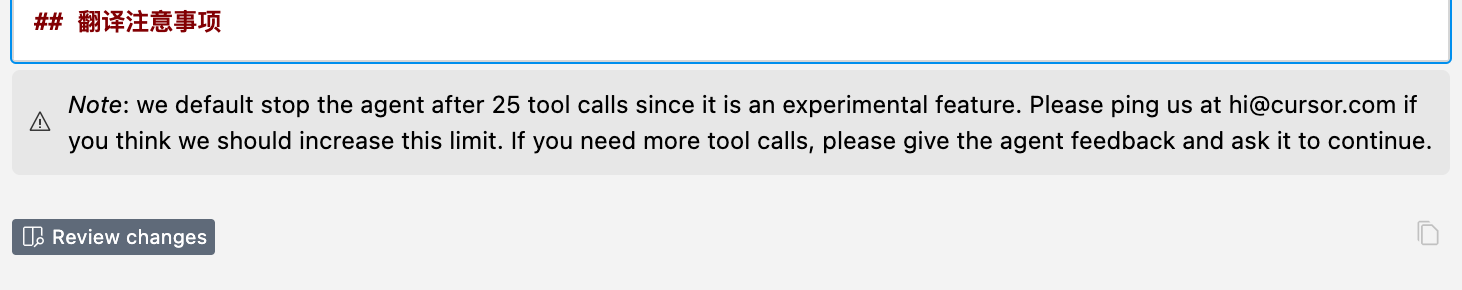 ## 翻译注意事项
Note: we default stop the agent after 25 tool calls since it is an experimental feature. Please ping us at hi@cursor.com if
you think we should increase this limit. If you need more tool calls, please give the agent feedback and ask it to continue.
Review changes